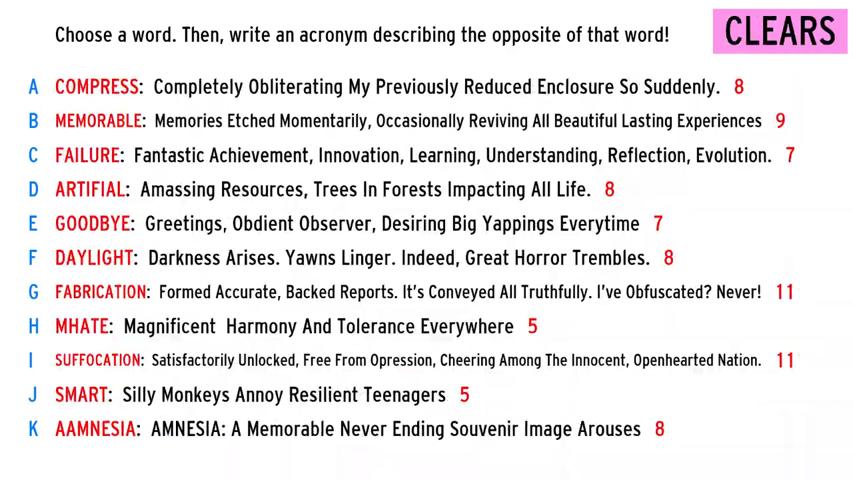 Choose a word. Then, write an acronym describing the opposite of that word!
CLEARS
A COMPRESS: Completely Obliterating My Previously Reduced Enclosure So Suddenly. 8
B MEMORABLE: Memories Etched Momentarily, Occasionally Reviving All Beautiful Lasting Experiences 9
C FAILURE: Fantastic Achievement, Innovation, Learning, Understanding, Reflection, Evolution. 7
D ARTIFIAL: Amassing Resources, Trees In Forests Impacting All Life. 8
E GOODBYE: Greetings, Obdient Observer, Desiring Big Yappings Everytime 7
F DAYLIGHT: Darkness Arises. Yawns Linger. Indeed, Great Horror Trembles. 8
G FABRICATION: Formed Accurate, Backed Reports. It's Conveyed All Truthfully. I've Obfuscated? Never! 11
H MHATE: Magnificent Harmony And Tolerance Everywhere 5
I SUFFOCATION: Satisfactorily Unlocked, Free From Opression, Cheering Among The Innocent, Openhearted Nation. 11
J SMART: Silly Monkeys Annoy Resilient Teenagers 5
K AAMNESIA: AMNESIA: A Memorable Never Ending Souvenir Image Arouses 8